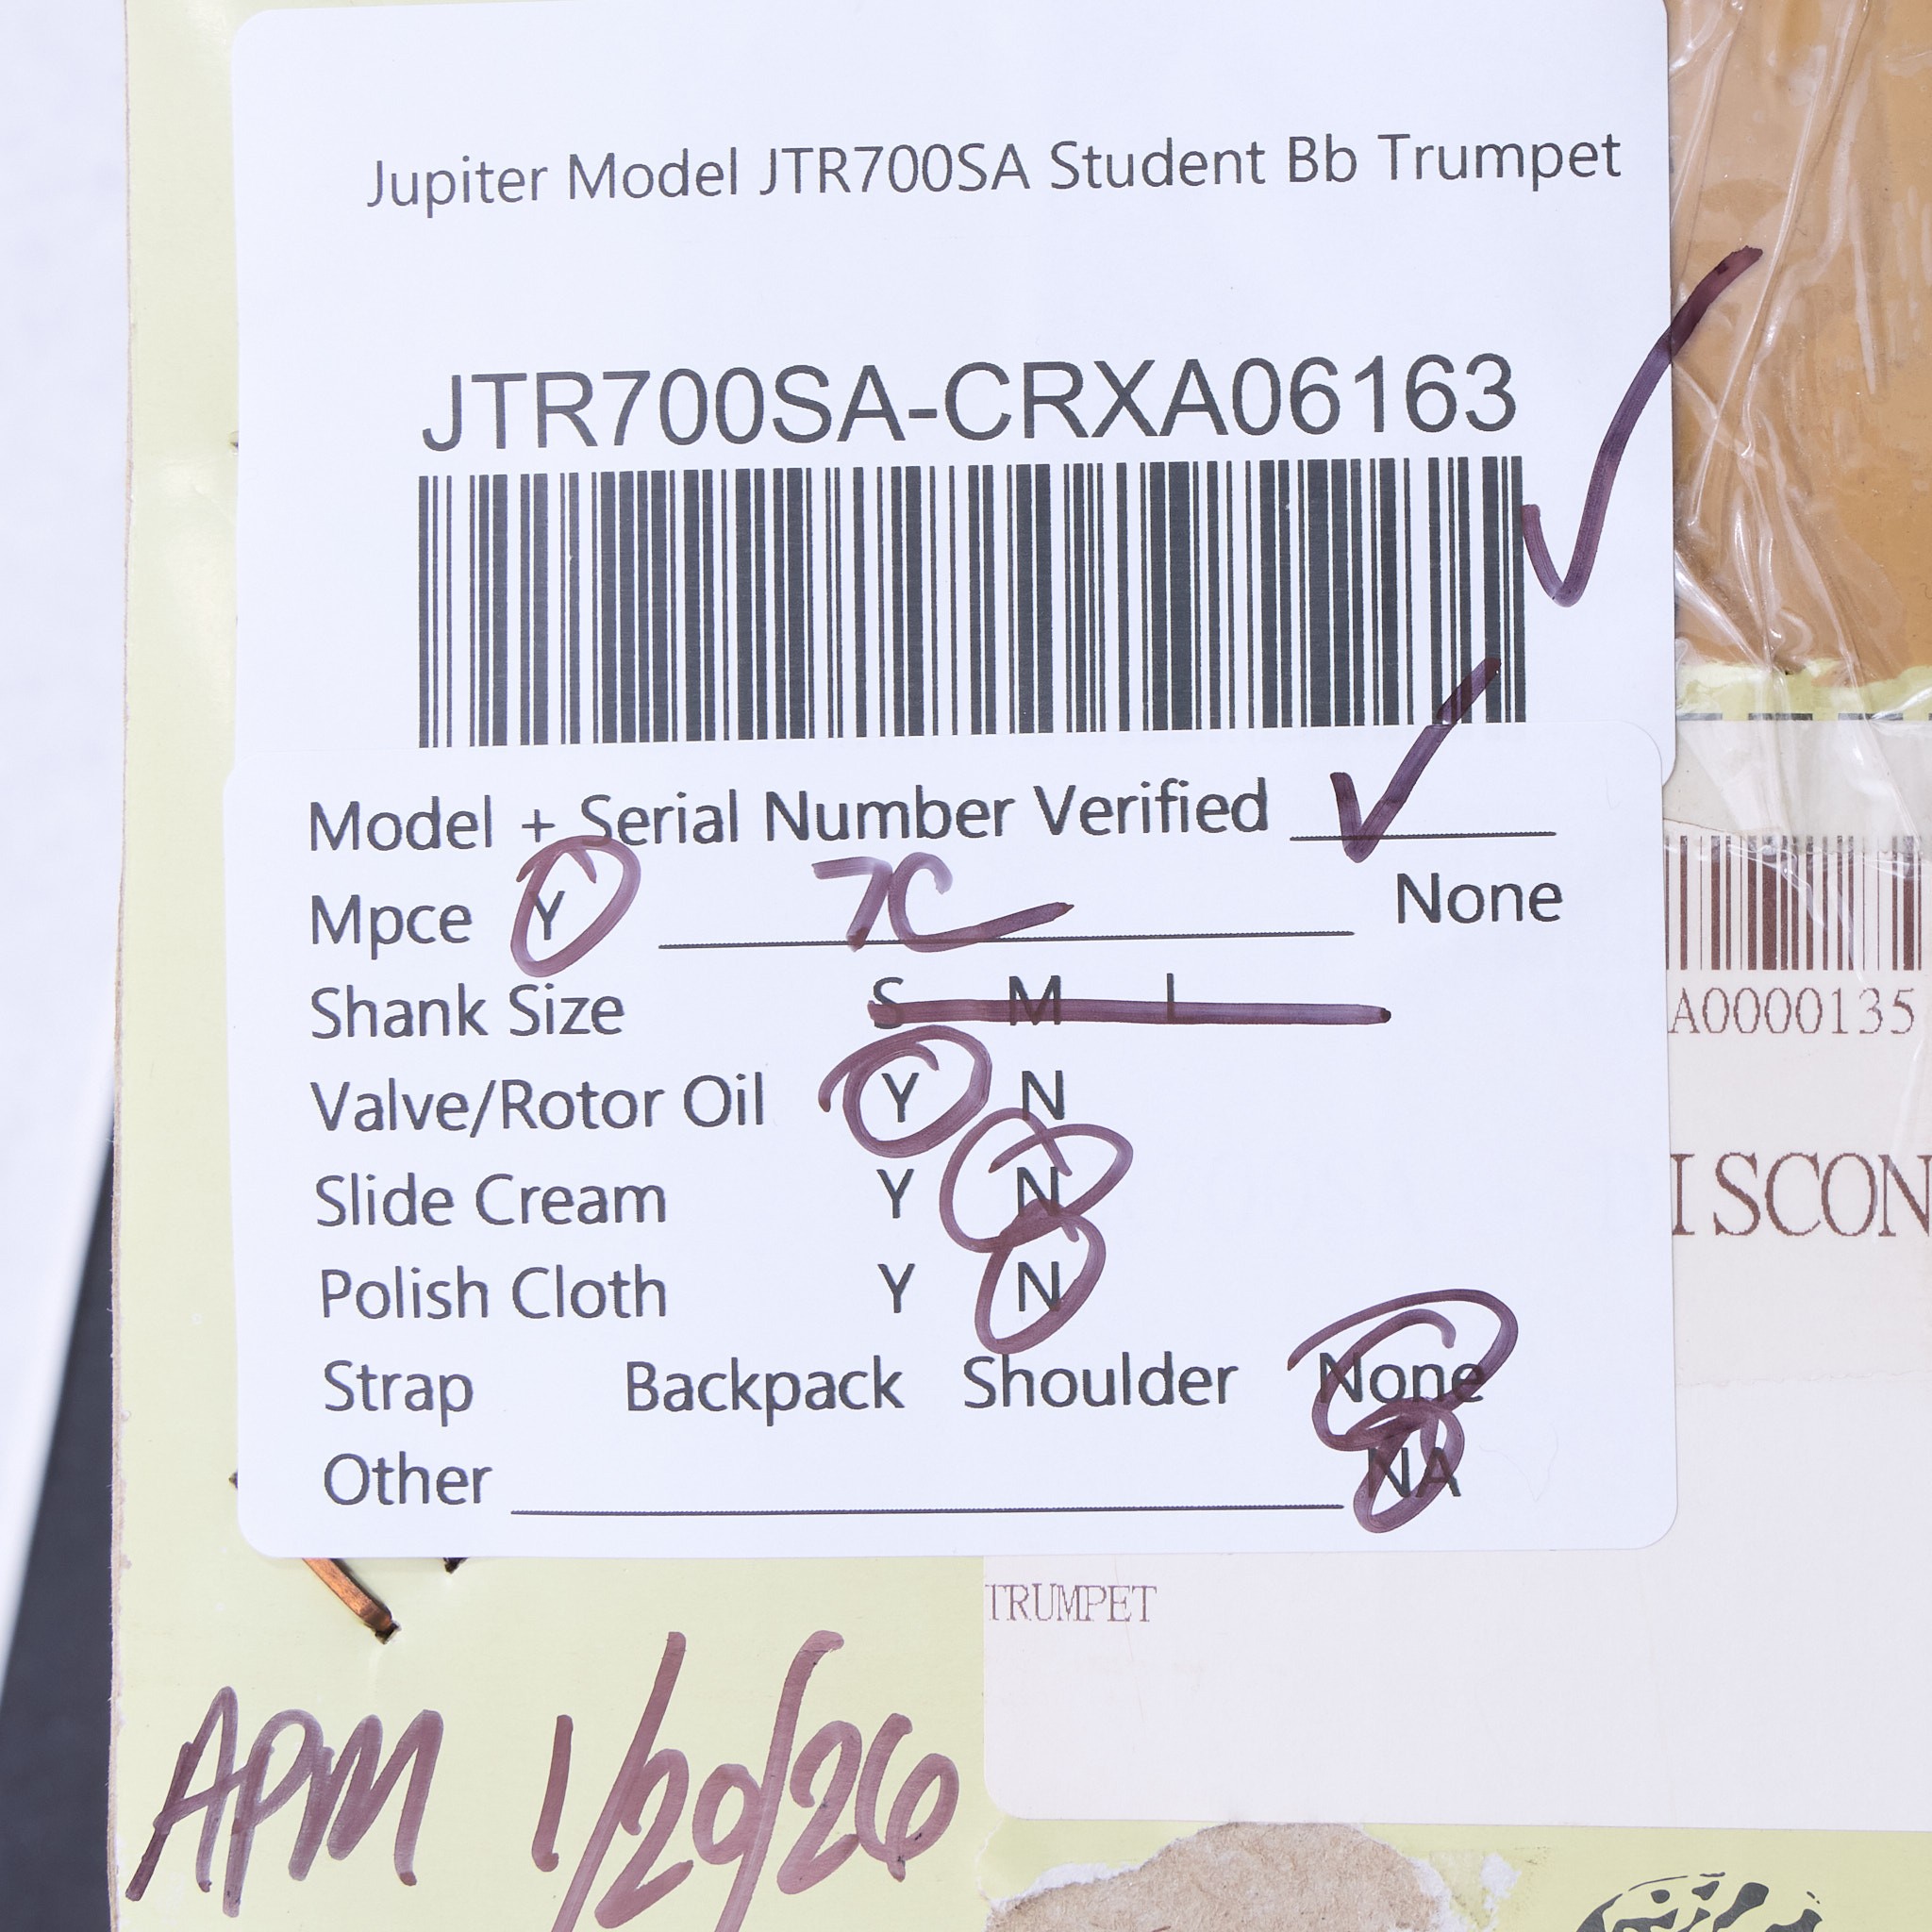 Jupiter Model JTR700SA Student Bb Trumpet
JTR700SA-CRXA06163
Model + Serial Number Verified
Mpce Y 7C None
Shank Size S M L
Valve/Rotor Oil Y N
Slide Cream Y N
Polish Cloth Y N
Strap Backpack Shoulder None
Other NA
A0000135
ISCON
TRUMPET
APM 1/20/26